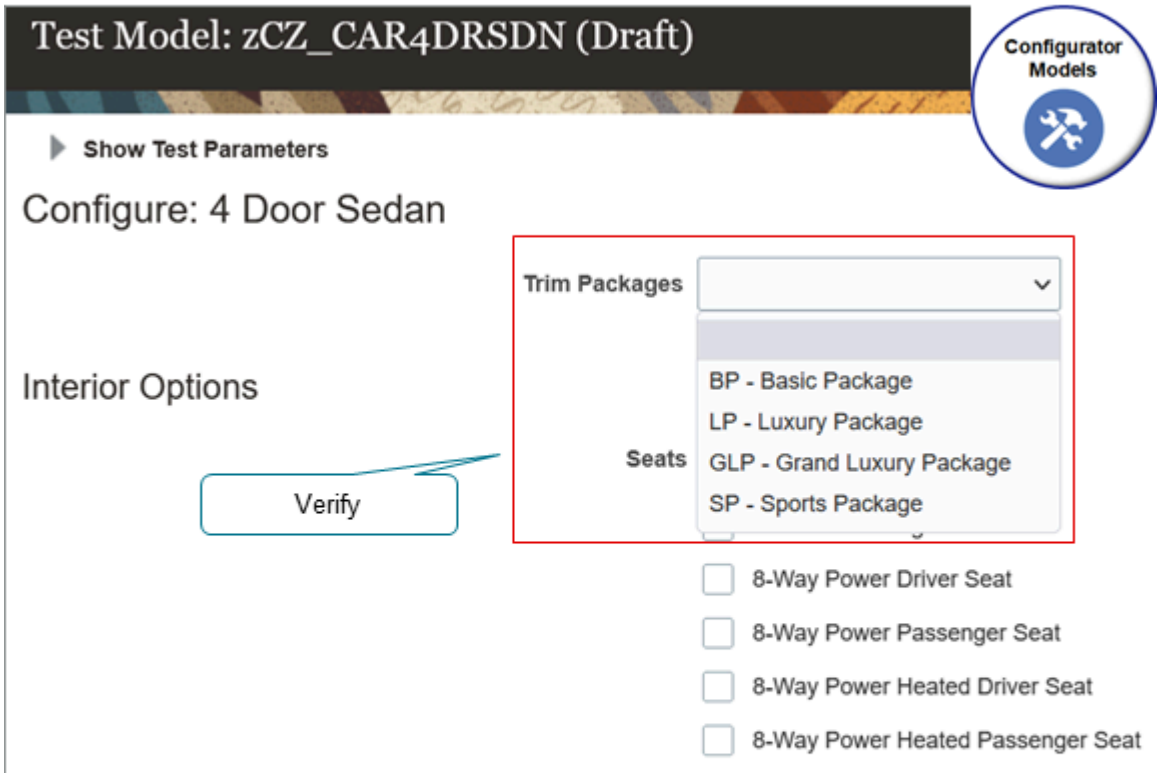 Test Model: zCZ_CAR4DRSDN (Draft)
Configurator
Models
Show Test Parameters
Configure: 4 Door Sedan
Trim Packages
BP - Basic Package
Interior Options
LP - Luxury Package
Seats
GLP - Grand Luxury Package
Verify
SP - Sports Package
8-Way Power Driver Seat
8-Way Power Passenger Seat
8-Way Power Heated Driver Seat
8-Way Power Heated Passenger Seat